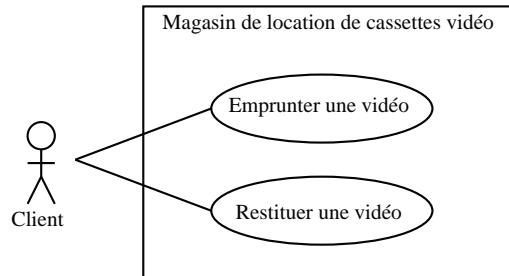 Magasin de location de cassettes vidéo
Emprunter une vidéo
Client
Restituer une vidéo